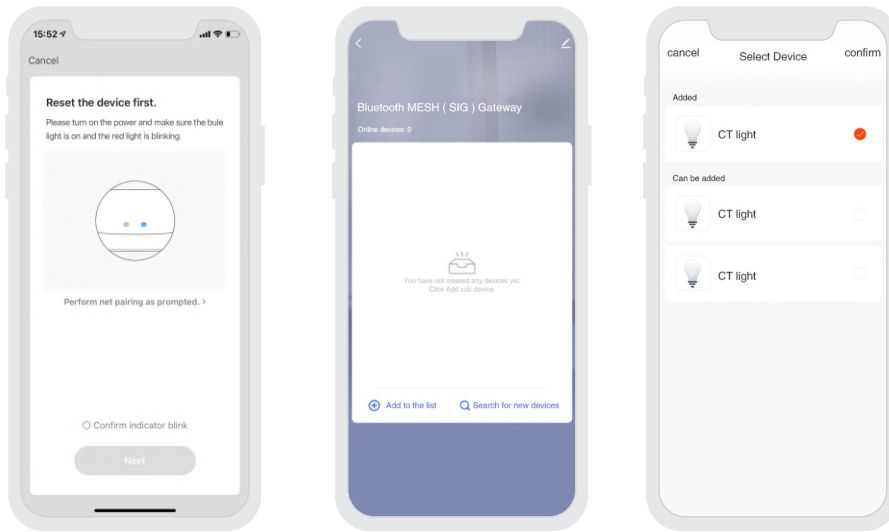 15:52
Cancel
Reset the device first.
Please turn on the power and make sure the bule
light is on and the red light is blinking.
Perform net pairing as prompted. >
Confirm indicator blink
Next
Bluetooth MESH ( SIG ) Gateway
Online devices: 0
You have not created any devices yet.
Click Add sub device.
Add to the list
Search for new devices
cancel
Select Device
confirm
Added
CT light
Can be added
CT light
CT light